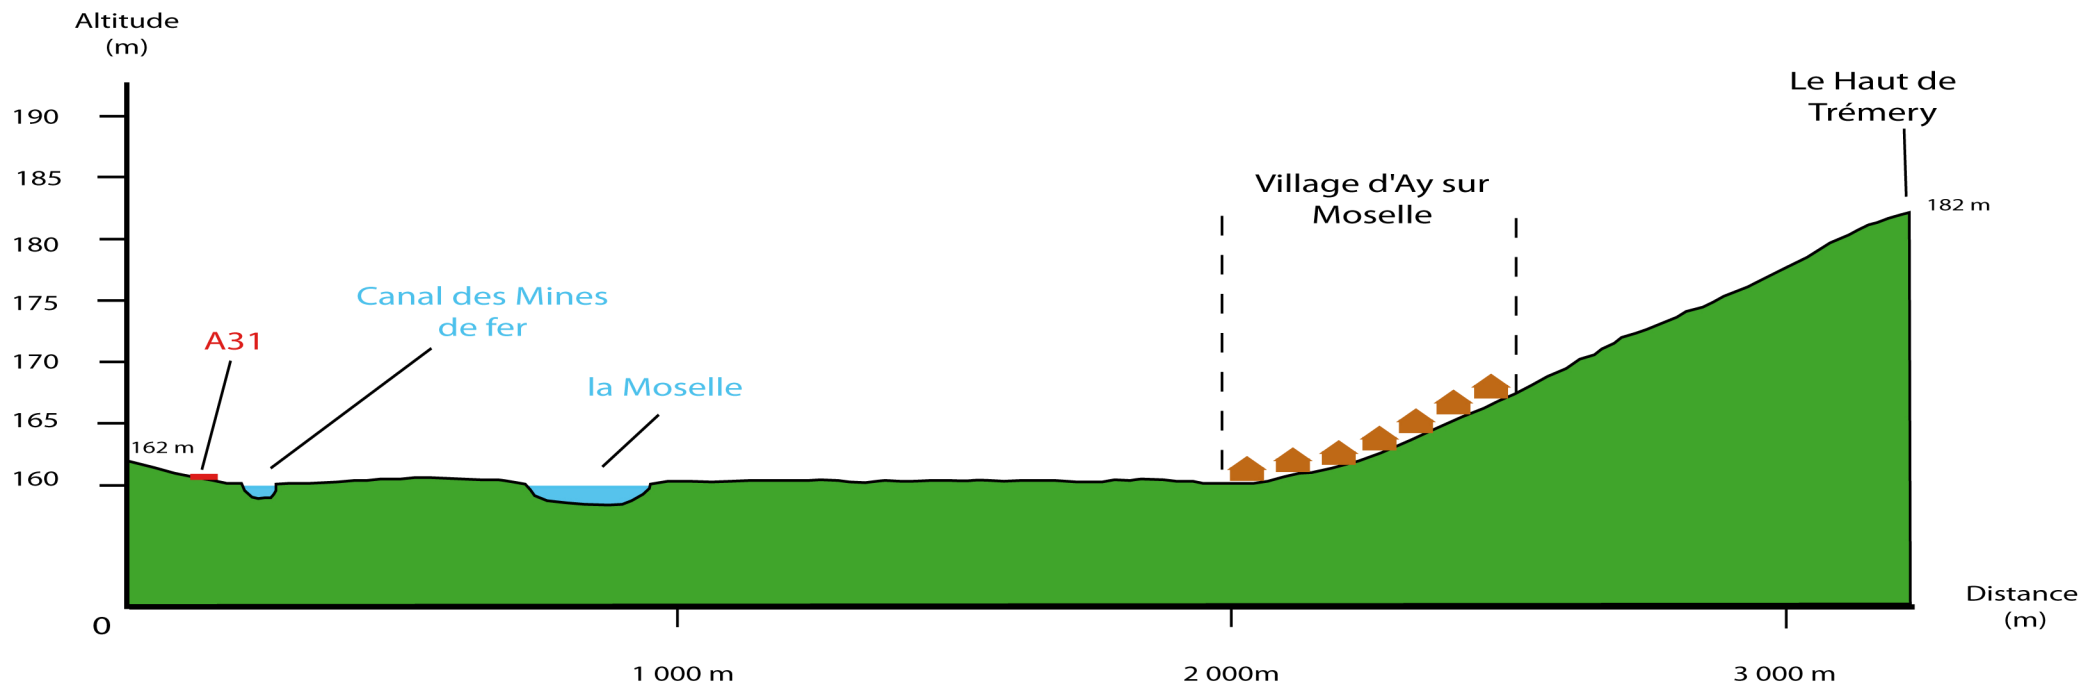 Altitude
(m)
190
185
180
175
170
165
160
0
162 m
A31
Canal des Mines
de fer
la Moselle
Village d'Ay sur
Moselle
Le Haut de
Trémery
182 m
Distance
(m)
1 000 m
2 000m
3 000 m